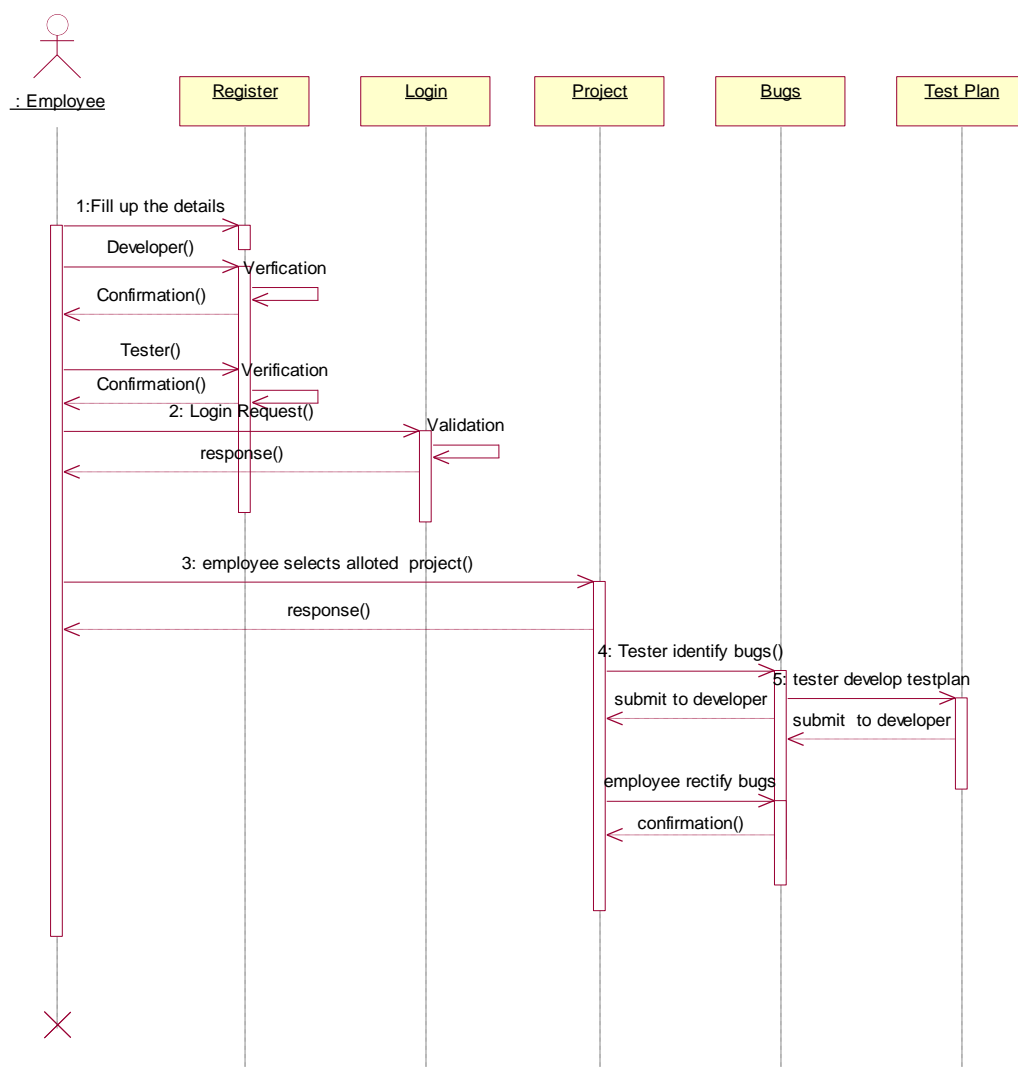 : Employee
Register
Login
Project
Bugs
Test Plan
1:Fill up the details
Developer()
Verfication
Confirmation()
Tester()
Verification
Confirmation()
2: Login Request()
Validation
response()
3: employee selects alloted project()
response()
4: Tester identify bugs()
5: tester develop testplan
submit to developer
submit to developer
employee rectify bugs
confirmation()